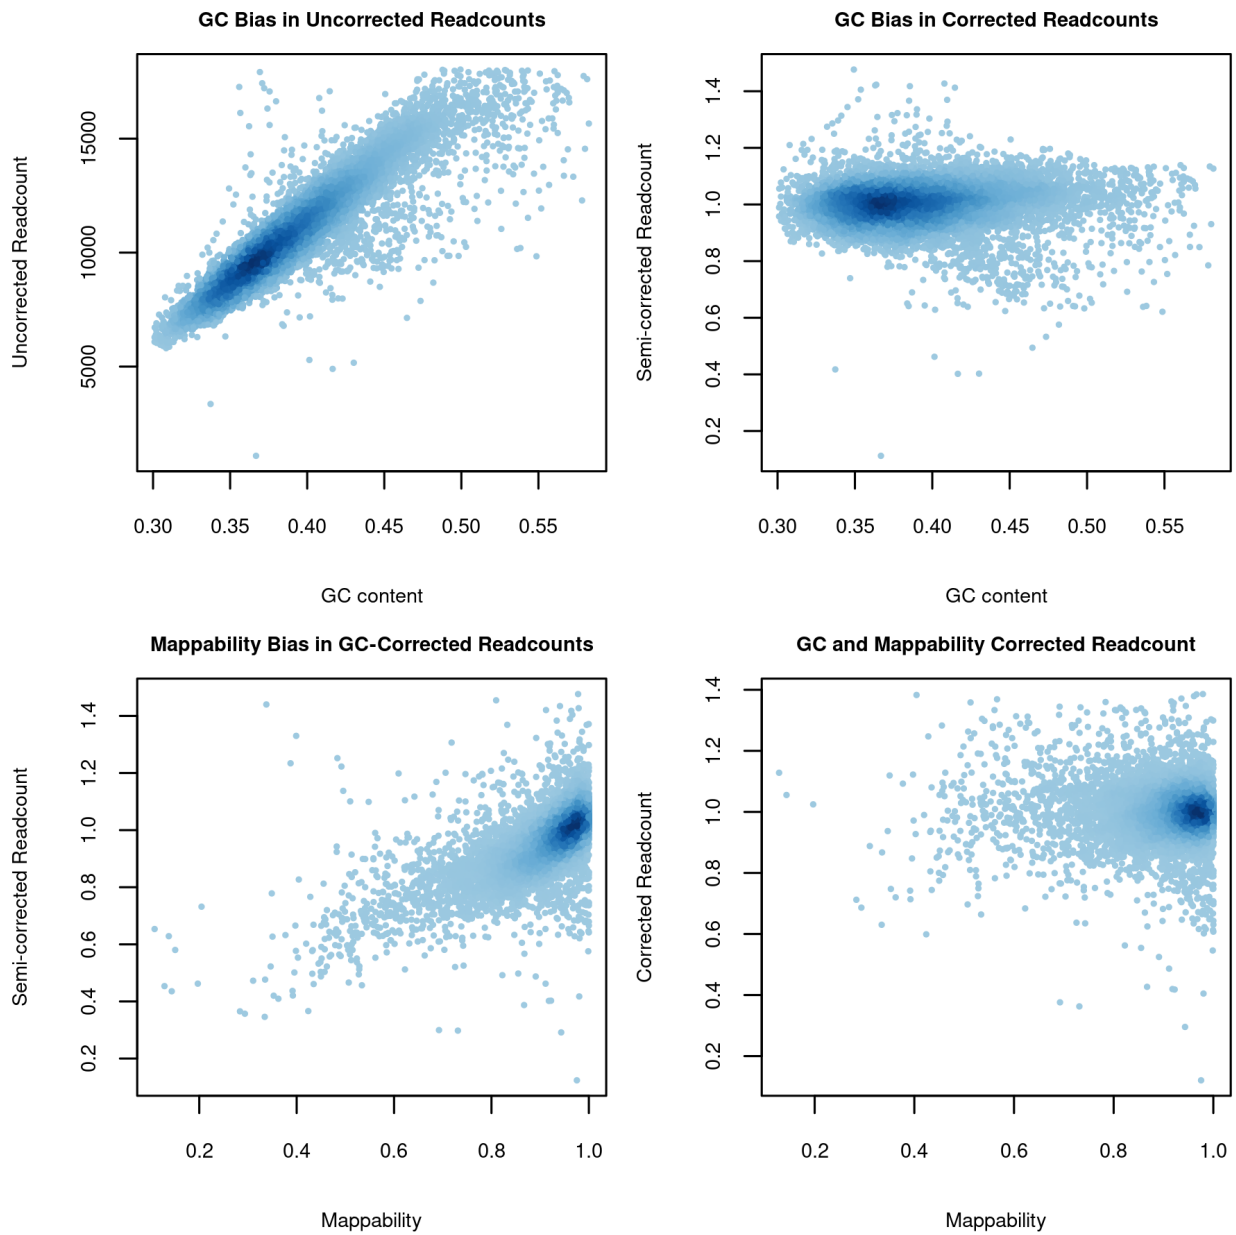 GC Bias in Uncorrected Readcounts
Uncorrected Readcount
15000
10000
5000
0.30 0.35 0.40 0.45 0.50 0.55
GC content
GC Bias in Corrected Readcounts
Semi-corrected Readcount
1.4
1.2
1.0
0.8
0.6
0.4
0.2
0.30 0.35 0.40 0.45 0.50 0.55
GC content
Mappability Bias in GC-Corrected Readcounts
Semi-corrected Readcount
1.4
1.2
1.0
0.8
0.6
0.4
0.2
0.2 0.4 0.6 0.8 1.0
Mappability
GC and Mappability Corrected Readcount
Corrected Readcount
1.4
1.2
1.0
0.8
0.6
0.4
0.2
0.2 0.4 0.6 0.8 1.0
Mappability